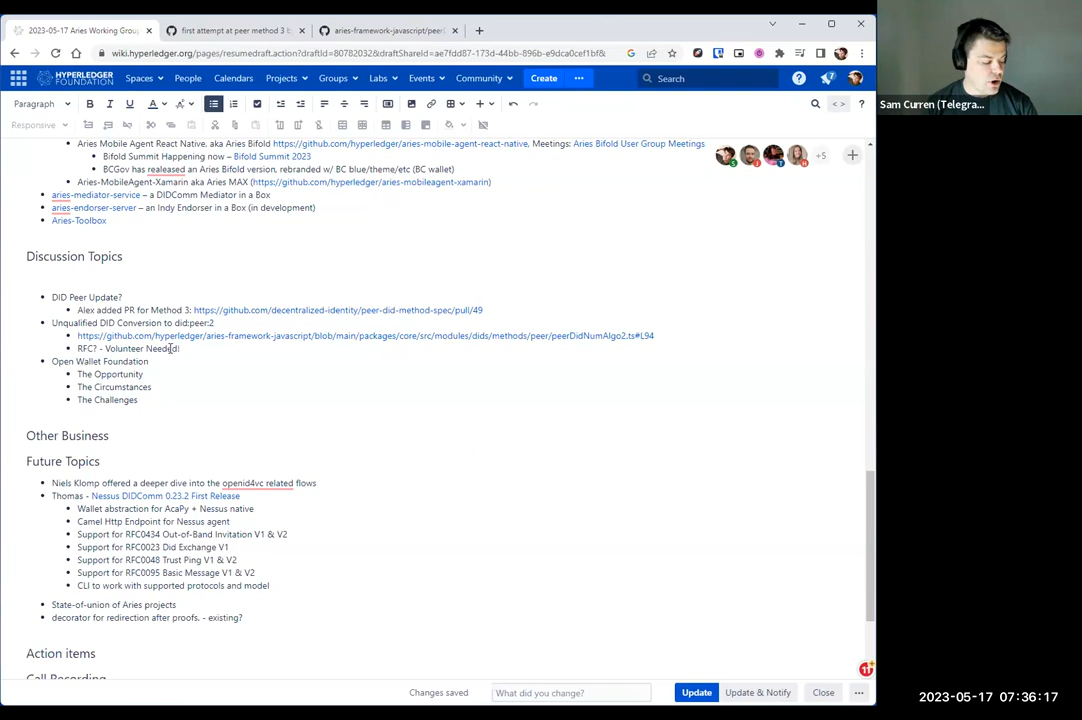 2023-05-17 Aries Working Grou
first attempt at peer method 3 b
aries-framework-javascript/peer
wiki.hyperledger.org/pages/resumedraft.action?draftId=80782032&draftShareId=ae7fdd87-173d-44bb-896b-e9dca0cef1bf&
HYPERLEDGER FOUNDATION
Spaces People Calendars Projects Groups Labs Events Community Create Search
Paragraph B I U A
Responsive
Aries Mobile Agent React Native, aka Aries Bifold https://github.com/hyperledger/aries-mobile-agent-react-native, Meetings: Aries Bifold User Group Meetings
Bifold Summit Happening now – Bifold Summit 2023
BCGov has realeased an Aries Bifold version, rebranded w/ BC blue/theme/etc (BC wallet)
Aries-MobileAgent-Xamarin aka Aries MAX (https://github.com/hyperledger/aries-mobileagent-xamarin)
aries-mediator-service – a DIDComm Mediator in a Box
aries-endorser-server – an Indy Endorser in a Box (in development)
Aries-Toolbox
+5
Discussion Topics
DID Peer Update?
Alex added PR for Method 3: https://github.com/decentralized-identity/peer-did-method-spec/pull/49
Unqualified DID Conversion to did:peer:2
https://github.com/hyperledger/aries-framework-javascript/blob/main/packages/core/src/modules/dids/methods/peer/peerDidNumAlgo2.ts#L94
RFC? - Volunteer Needed!
Open Wallet Foundation
The Opportunity
The Circumstances
The Challenges
Other Business
Future Topics
Niels Klomp offered a deeper dive into the openid4vc related flows
Thomas - Nessus DIDComm 0.23.2 First Release
Wallet abstraction for AcaPy + Nessus native
Camel Http Endpoint for Nessus agent
Support for RFC0434 Out-of-Band Invitation V1 & V2
Support for RFC0023 Did Exchange V1
Support for RFC0048 Trust Ping V1 & V2
Support for RFC0095 Basic Message V1 & V2
CLI to work with supported protocols and model
State-of-union of Aries projects
decorator for redirection after proofs. - existing?
Action items
Call Recording
Changes saved What did you change? Update Update & Notify Close
Sam Curren (Telegra...
2023-05-17 07:36:17